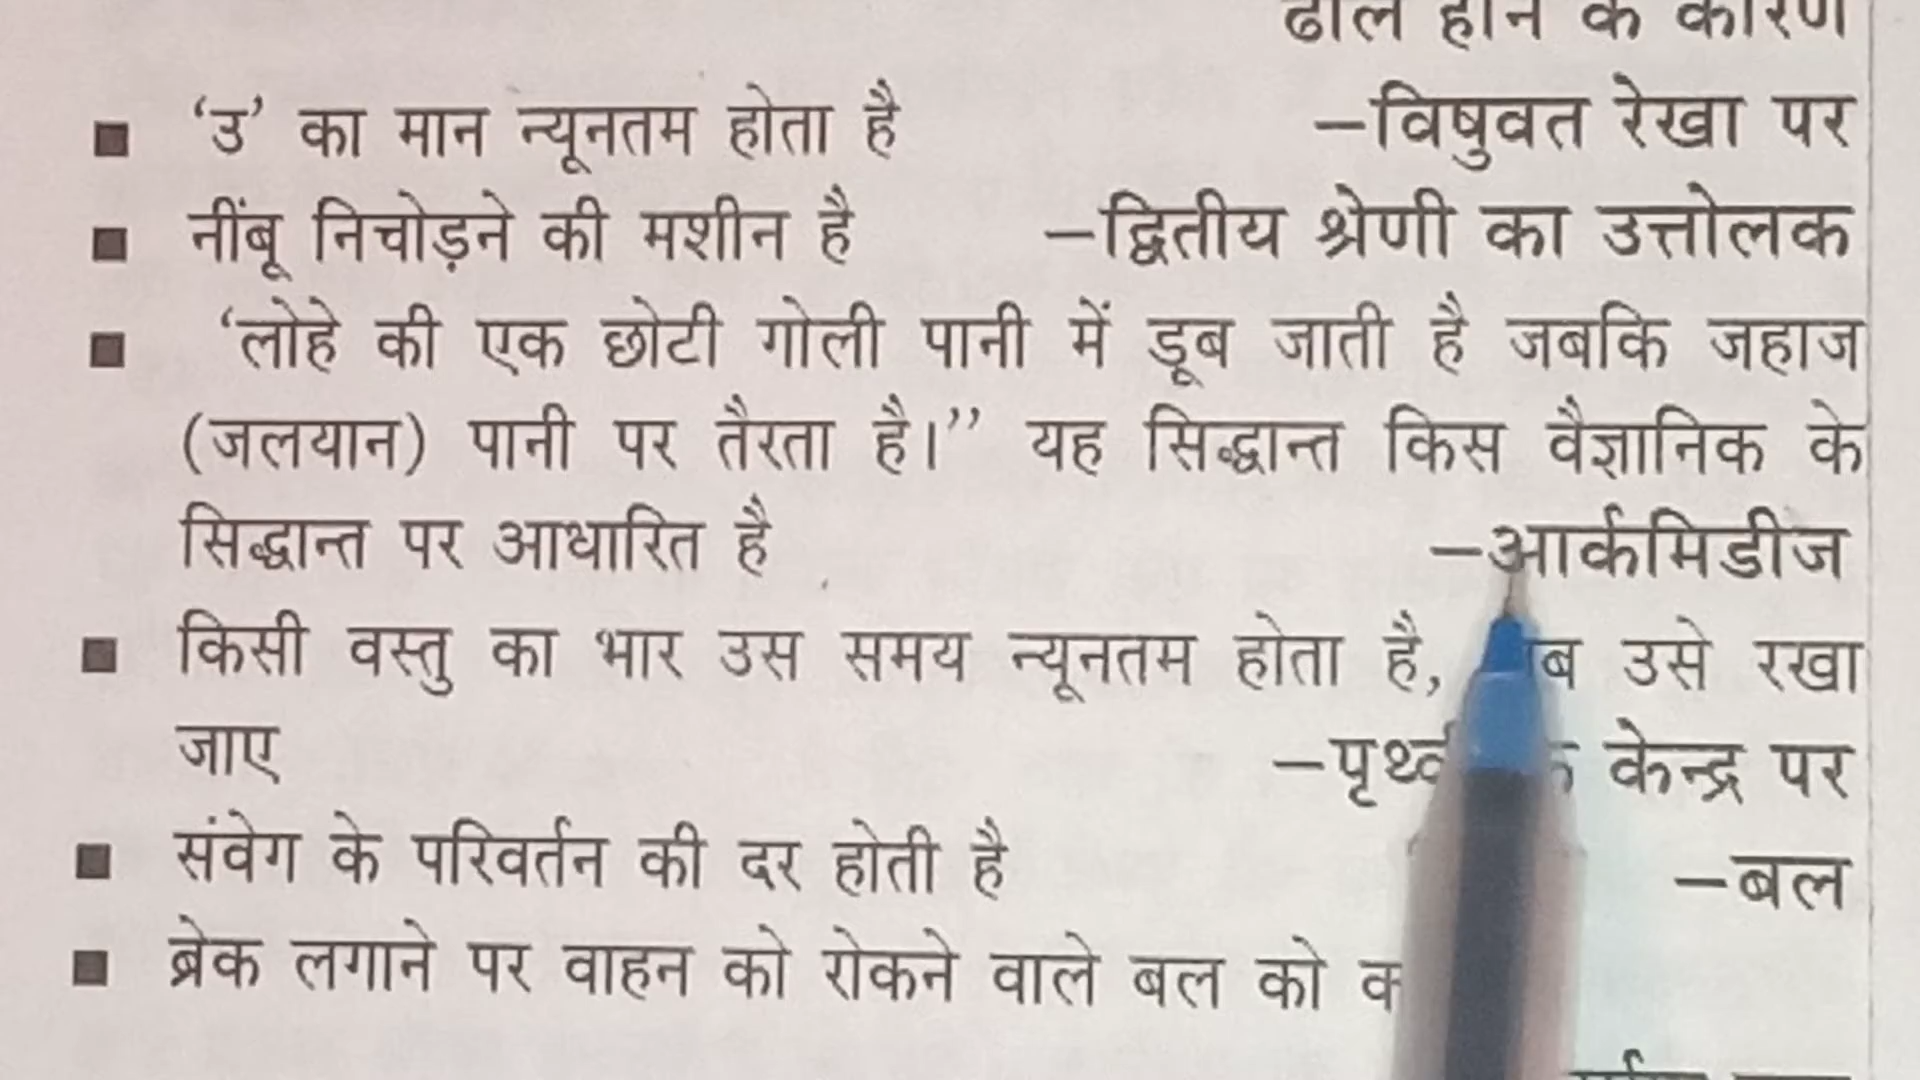 ढाल होने के कारण
■ ‘उ’ का मान न्यूनतम होता है –विषुवत रेखा पर
■ नींबू निचोड़ने की मशीन है –द्वितीय श्रेणी का उत्तोलक
■ ‘लोहे की एक छोटी गोली पानी में डूब जाती है जबकि जहाज
(जलयान) पानी पर तैरता है।” यह सिद्धान्त किस वैज्ञानिक के
सिद्धान्त पर आधारित है –आर्कमिडीज
■ किसी वस्तु का भार उस समय न्यूनतम होता है, उसे रखा
जाए – केन्द्र पर
■ संवेग के परिवर्तन की दर होती है –बल
■ ब्रेक लगाने पर वाहन को रोकने वाले बल को